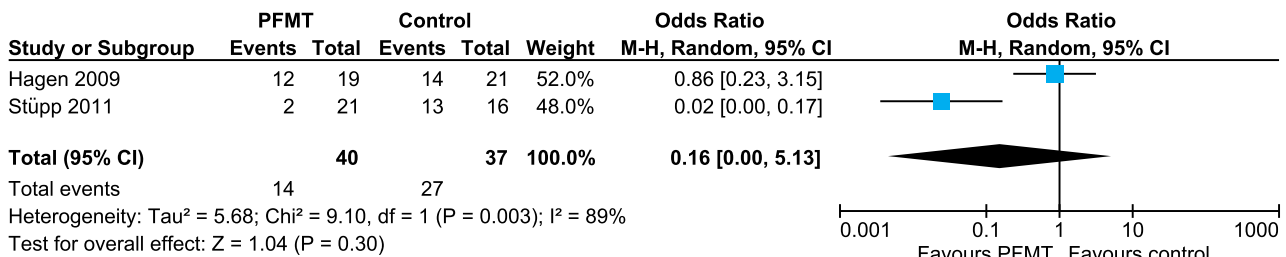 PFMT Control Odds Ratio Odds Ratio
Study or Subgroup Events Total Events Total Weight M-H, Random, 95% CI M-H, Random, 95% CI
Hagen 2009 12 19 14 21 52.0% 0.86 [0.23, 3.15]
Stüpp 2011 2 21 13 16 48.0% 0.02 [0.00, 0.17]
Total (95% CI) 40 37 100.0% 0.16 [0.00, 5.13]
Total events 14 27
Heterogeneity: Tau² = 5.68; Chi² = 9.10, df = 1 (P = 0.003); I² = 89%
Test for overall effect: Z = 1.04 (P = 0.30)
0.001 0.1 1 10 1000
Favours PFMT Favours control